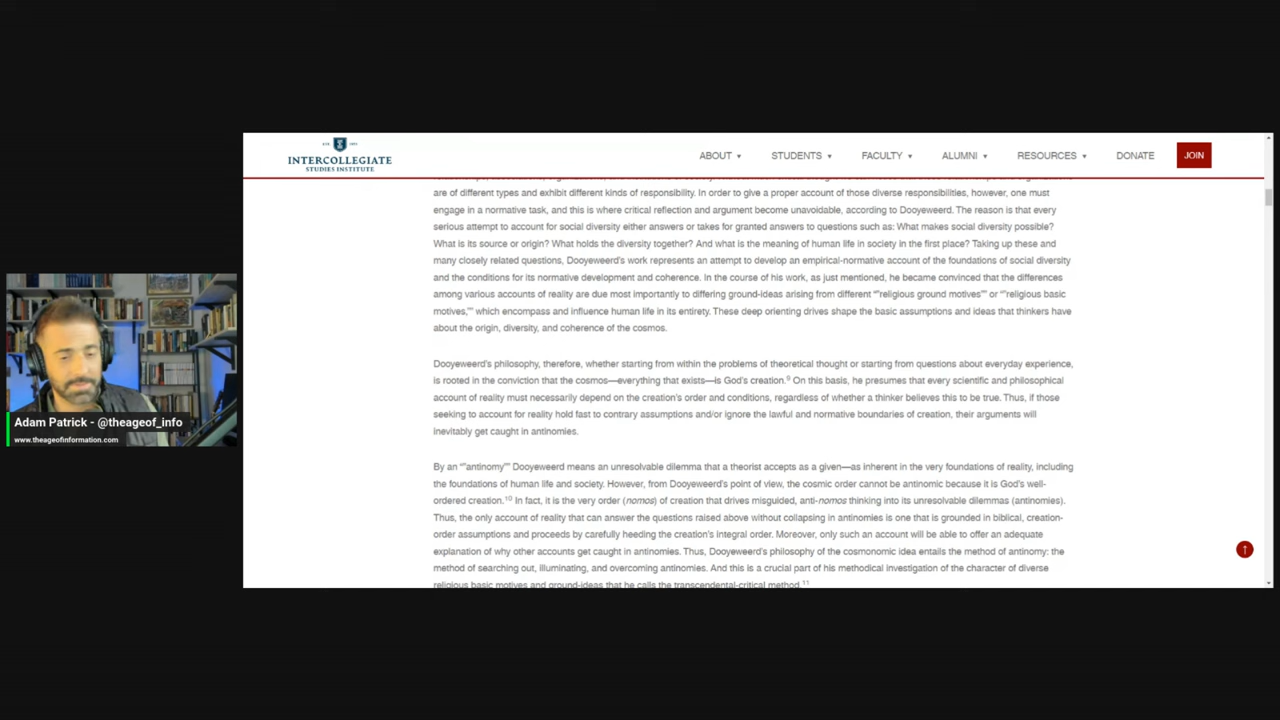 INTERCOLLEGIATE
STUDIES INSTITUTE
ABOUT ▾ STUDENTS ▾ FACULTY ▾ ALUMNI ▾ RESOURCES ▾ DONATE JOIN
are of different types and exhibit different kinds of responsibility. In order to give a proper account of those diverse responsibilities, however, one must
engage in a normative task, and this is where critical reflection and argument become unavoidable, according to Dooyeweerd. The reason is that every
serious attempt to account for social diversity either answers or takes for granted answers to questions such as: What makes social diversity possible?
What is its source or origin? What holds the diversity together? And what is the meaning of human life in society in the first place? Taking up these and
many closely related questions, Dooyeweerd's work represents an attempt to develop an empirical-normative account of the foundations of social diversity
and the conditions for its normative development and coherence. In the course of his work, as just mentioned, he became convinced that the differences
among various accounts of reality are due most importantly to differing ground-ideas arising from different “"religious ground motives"” or “"religious basic
motives,"” which encompass and influence human life in its entirety. These deep orienting drives shape the basic assumptions and ideas that thinkers have
about the origin, diversity, and coherence of the cosmos.
Dooyeweerd's philosophy, therefore, whether starting from within the problems of theoretical thought or starting from questions about everyday experience,
is rooted in the conviction that the cosmos—everything that exists—is God's creation.9 On this basis, he presumes that every scientific and philosophical
account of reality must necessarily depend on the creation's order and conditions, regardless of whether a thinker believes this to be true. Thus, if those
seeking to account for reality hold fast to contrary assumptions and/or ignore the lawful and normative boundaries of creation, their arguments will
inevitably get caught in antinomies.
By an “"antinomy"” Dooyeweerd means an unresolvable dilemma that a theorist accepts as a given—as inherent in the very foundations of reality, including
the foundations of human life and society. However, from Dooyeweerd's point of view, the cosmic order cannot be antinomic because it is God's well-
ordered creation.10 In fact, it is the very order (nomos) of creation that drives misguided, anti-nomos thinking into its unresolvable dilemmas (antinomies).
Thus, the only account of reality that can answer the questions raised above without collapsing in antinomies is one that is grounded in biblical, creation-
order assumptions and proceeds by carefully heeding the creation's integral order. Moreover, only such an account will be able to offer an adequate
explanation of why other accounts get caught in antinomies. Thus, Dooyeweerd's philosophy of the cosmonomic idea entails the method of antinomy: the
method of searching out, illuminating, and overcoming antinomies. And this is a crucial part of his methodical investigation of the character of diverse
religious basic motives and ground-ideas that he calls the transcendental-critical method.11
Adam Patrick - @theageof_info
www.theageofinformation.com